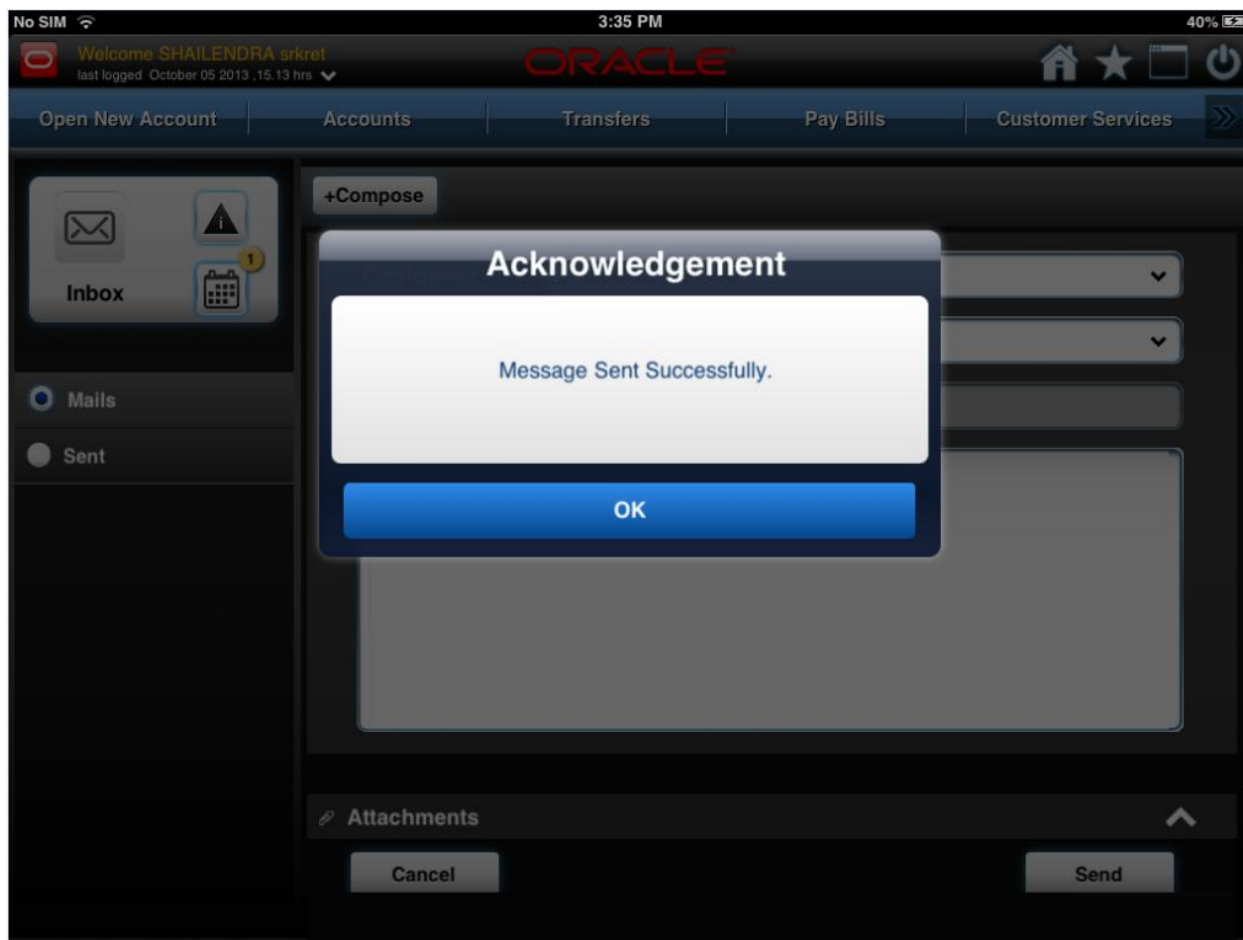 No SIM 3:35 PM 40%
Welcome SHAILENDRA srkret
last logged October 05 2013 ,15.13 hrs
ORACLE
Open New Account Accounts Transfers Pay Bills Customer Services
+Compose
1
Inbox
Acknowledgement
Message Sent Successfully.
OK
Mails
Sent
Attachments
Cancel Send